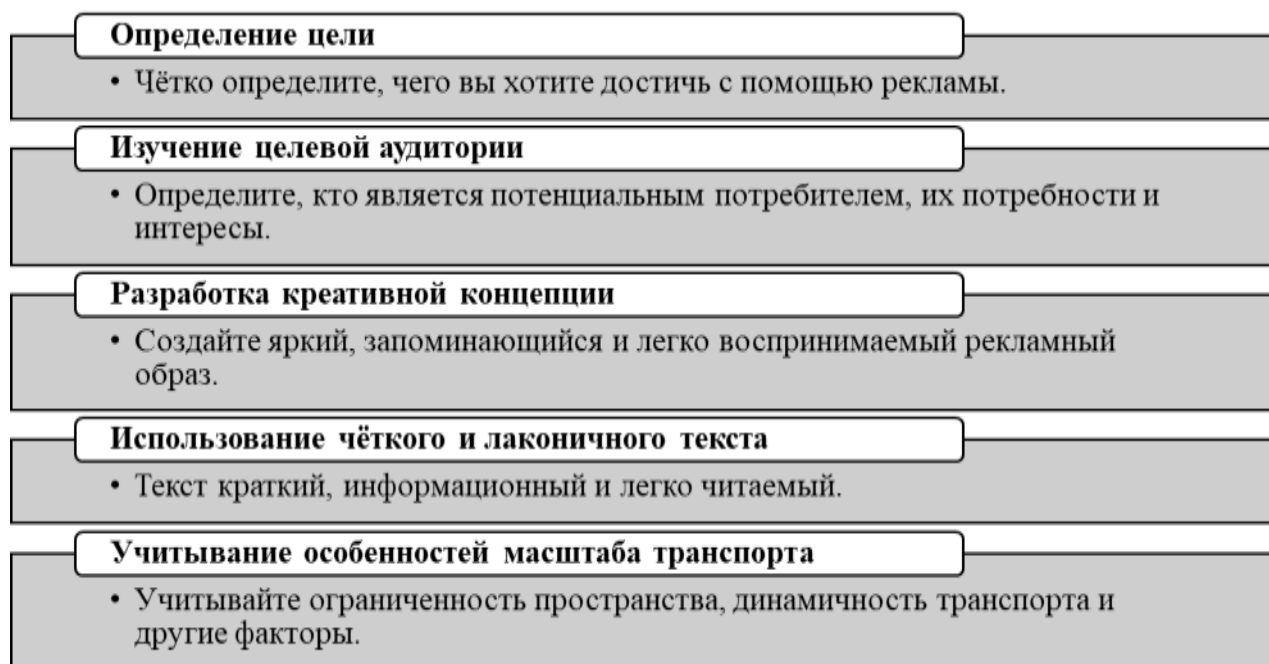 Определение цели
• Чётко определите, чего вы хотите достичь с помощью рекламы.
Изучение целевой аудитории
• Определите, кто является потенциальным потребителем, их потребности и
интересы.
Разработка креативной концепции
• Создайте яркий, запоминающийся и легко воспринимаемый рекламный
образ.
Использование чёткого и лаконичного текста
• Текст краткий, информационный и легко читаемый.
Учитывание особенностей масштаба транспорта
• Учитывайте ограниченность пространства, динамичность транспорта и
другие факторы.